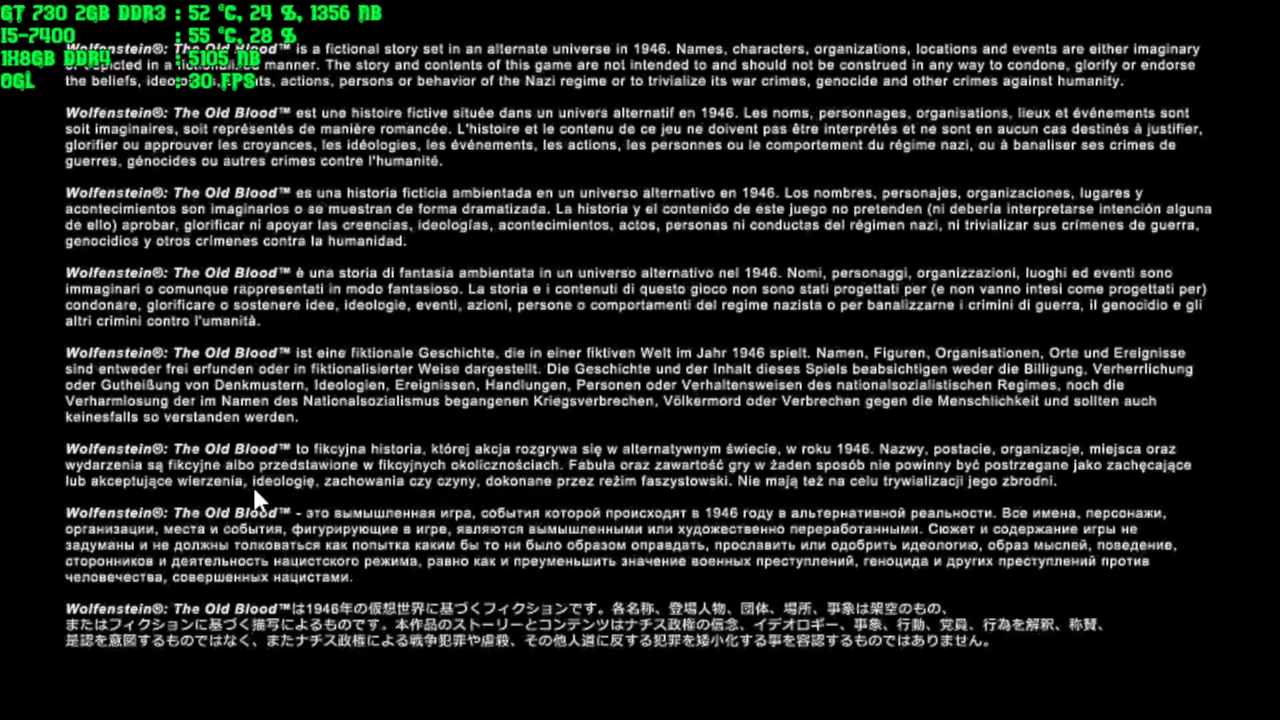 GT 730 2GB DDR3 : 52 °C, 24 %, 1356 MB
I5-7400 : 55 °C, 28 %
1X8GB DDR4 : 5105 MB
OGL : 30 FPS
Wolfenstein®: The Old Blood™ is a fictional story set in an alternate universe in 1946. Names, characters, organizations, locations and events are either imaginary
or depicted in a fictionalized manner. The story and contents of this game are not intended to and should not be construed in any way to condone, glorify or endorse
the beliefs, ideologies, events, actions, persons or behavior of the Nazi regime or to trivialize its war crimes, genocide and other crimes against humanity.
Wolfenstein®: The Old Blood™ est une histoire fictive située dans un univers alternatif en 1946. Les noms, personnages, organisations, lieux et événements sont
soit imaginaires, soit représentés de manière romancée. L'histoire et le contenu de ce jeu ne doivent pas être interprétés et ne sont en aucun cas destinés à justifier,
glorifier ou approuver les croyances, les idéologies, les événements, les actions, les personnes ou le comportement du régime nazi, ou à banaliser ses crimes de
guerres, génocides ou autres crimes contre l'humanité.
Wolfenstein®: The Old Blood™ es una historia ficticia ambientada en un universo alternativo en 1946. Los nombres, personajes, organizaciones, lugares y
acontecimientos son imaginarios o se muestran de forma dramatizada. La historia y el contenido de este juego no pretenden (ni debería interpretarse intención alguna
de ello) aprobar, glorificar ni apoyar las creencias, ideologías, acontecimientos, actos, personas ni conductas del régimen nazi, ni trivializar sus crímenes de guerra,
genocidios y otros crímenes contra la humanidad.
Wolfenstein®: The Old Blood™ è una storia di fantasia ambientata in un universo alternativo nel 1946. Nomi, personaggi, organizzazioni, luoghi ed eventi sono
immaginari o comunque rappresentati in modo fantasioso. La storia e i contenuti di questo gioco non sono stati progettati per (e non vanno intesi come progettati per)
condonare, glorificare o sostenere idee, ideologie, eventi, azioni, persone o comportamenti del regime nazista o per banalizzarne i crimini di guerra, il genocidio e gli
altri crimini contro l'umanità.
Wolfenstein®: The Old Blood™ ist eine fiktionale Geschichte, die in einer fiktiven Welt im Jahr 1946 spielt. Namen, Figuren, Organisationen, Orte und Ereignisse
sind entweder frei erfunden oder in fiktionalisierter Weise dargestellt. Die Geschichte und der Inhalt dieses Spiels beabsichtigen weder die Billigung, Verherrlichung
oder Gutheißung von Denkmustern, Ideologien, Ereignissen, Handlungen, Personen oder Verhaltensweisen des nationalsozialistischen Regimes, noch die
Verharmlosung der im Namen des Nationalsozialismus begangenen Kriegsverbrechen, Völkermord oder Verbrechen gegen die Menschlichkeit und sollten auch
keinesfalls so verstanden werden.
Wolfenstein®: The Old Blood™ to fikcyjna historia, której akcja rozgrywa się w alternatywnym świecie, w roku 1946. Nazwy, postacie, organizacje, miejsca oraz
wydarzenia są fikcyjne albo przedstawione w fikcyjnych okolicznościach. Fabuła oraz zawartość gry w żaden sposób nie powinny być postrzegane jako zachęcające
lub akceptujące wierzenia, ideologię, zachowania czy czyny, dokonane przez reżim faszystowski. Nie mają też na celu trywializacji jego zbrodni.
Wolfenstein®: The Old Blood™ - это вымышленная игра, события которой происходят в 1946 году в альтернативной реальности. Все имена, персонажи,
организации, места и события, фигурирующие в игре, являются вымышленными или художественно переработанными. Сюжет и содержание игры не
задуманы и не должны толковаться как попытка каким бы то ни было образом оправдать, прославить или одобрить идеологию, образ мыслей, поведение,
сторонников и деятельность нацистского режима, равно как и преуменьшить значение военных преступлений, геноцида и других преступлений против
человечества, совершенных нацистами.
Wolfenstein®: The Old Blood™は1946年の仮想世界に基づくフィクションです。各名称、登場人物、団体、場所、事象は架空のもの、
またはフィクションに基づく描写によるものです。本作品のストーリーとコンテンツはナチス政権の信念、イデオロギー、事象、行動、党員、行為を解釈、称賛、
是認を意図するものではなく、またナチス政権による戦争犯罪や虐殺、その他人道に反する犯罪を矮小化する事を容認するものではありません。